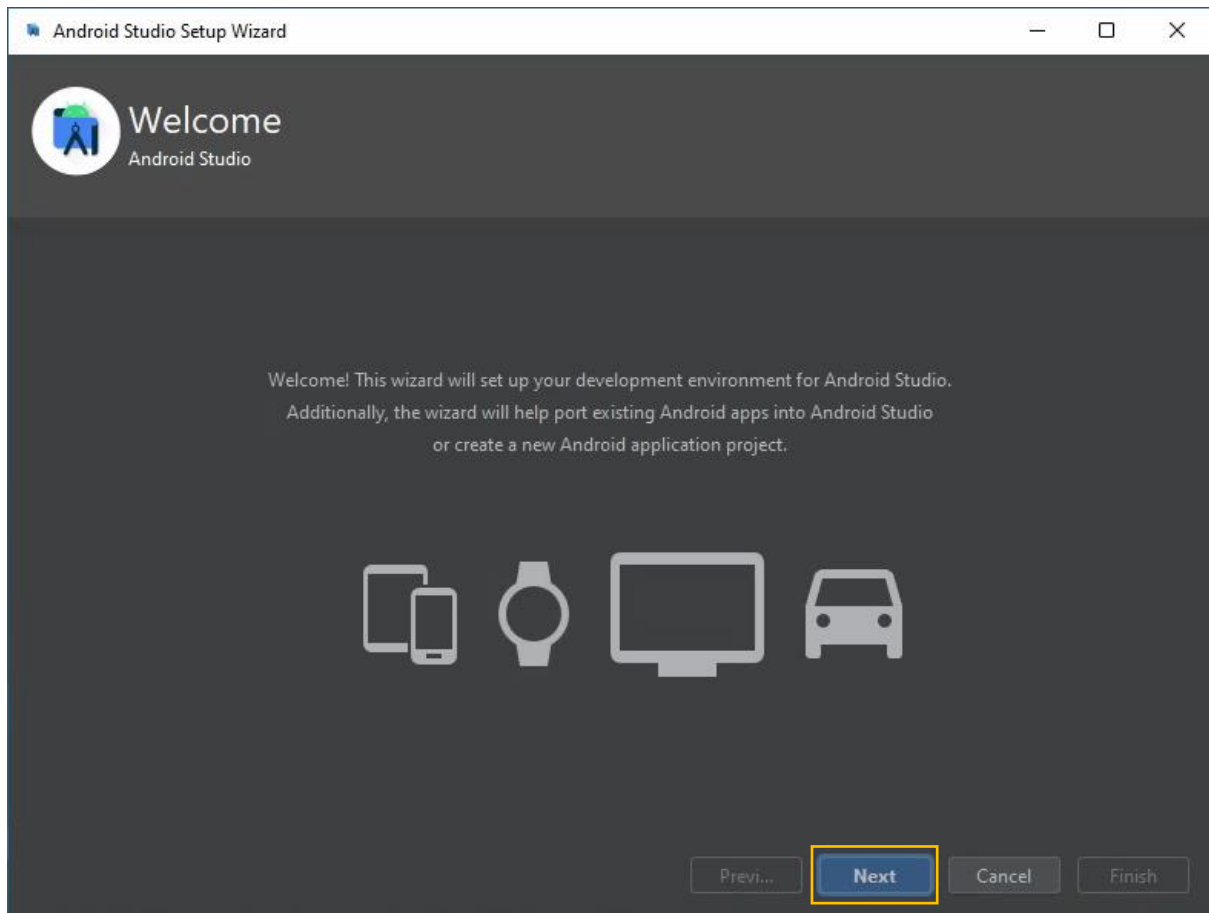 Android Studio Setup Wizard
Welcome
Android Studio
Welcome! This wizard will set up your development environment for Android Studio.
Additionally, the wizard will help port existing Android apps into Android Studio
or create a new Android application project.
Previ... Next Cancel Finish